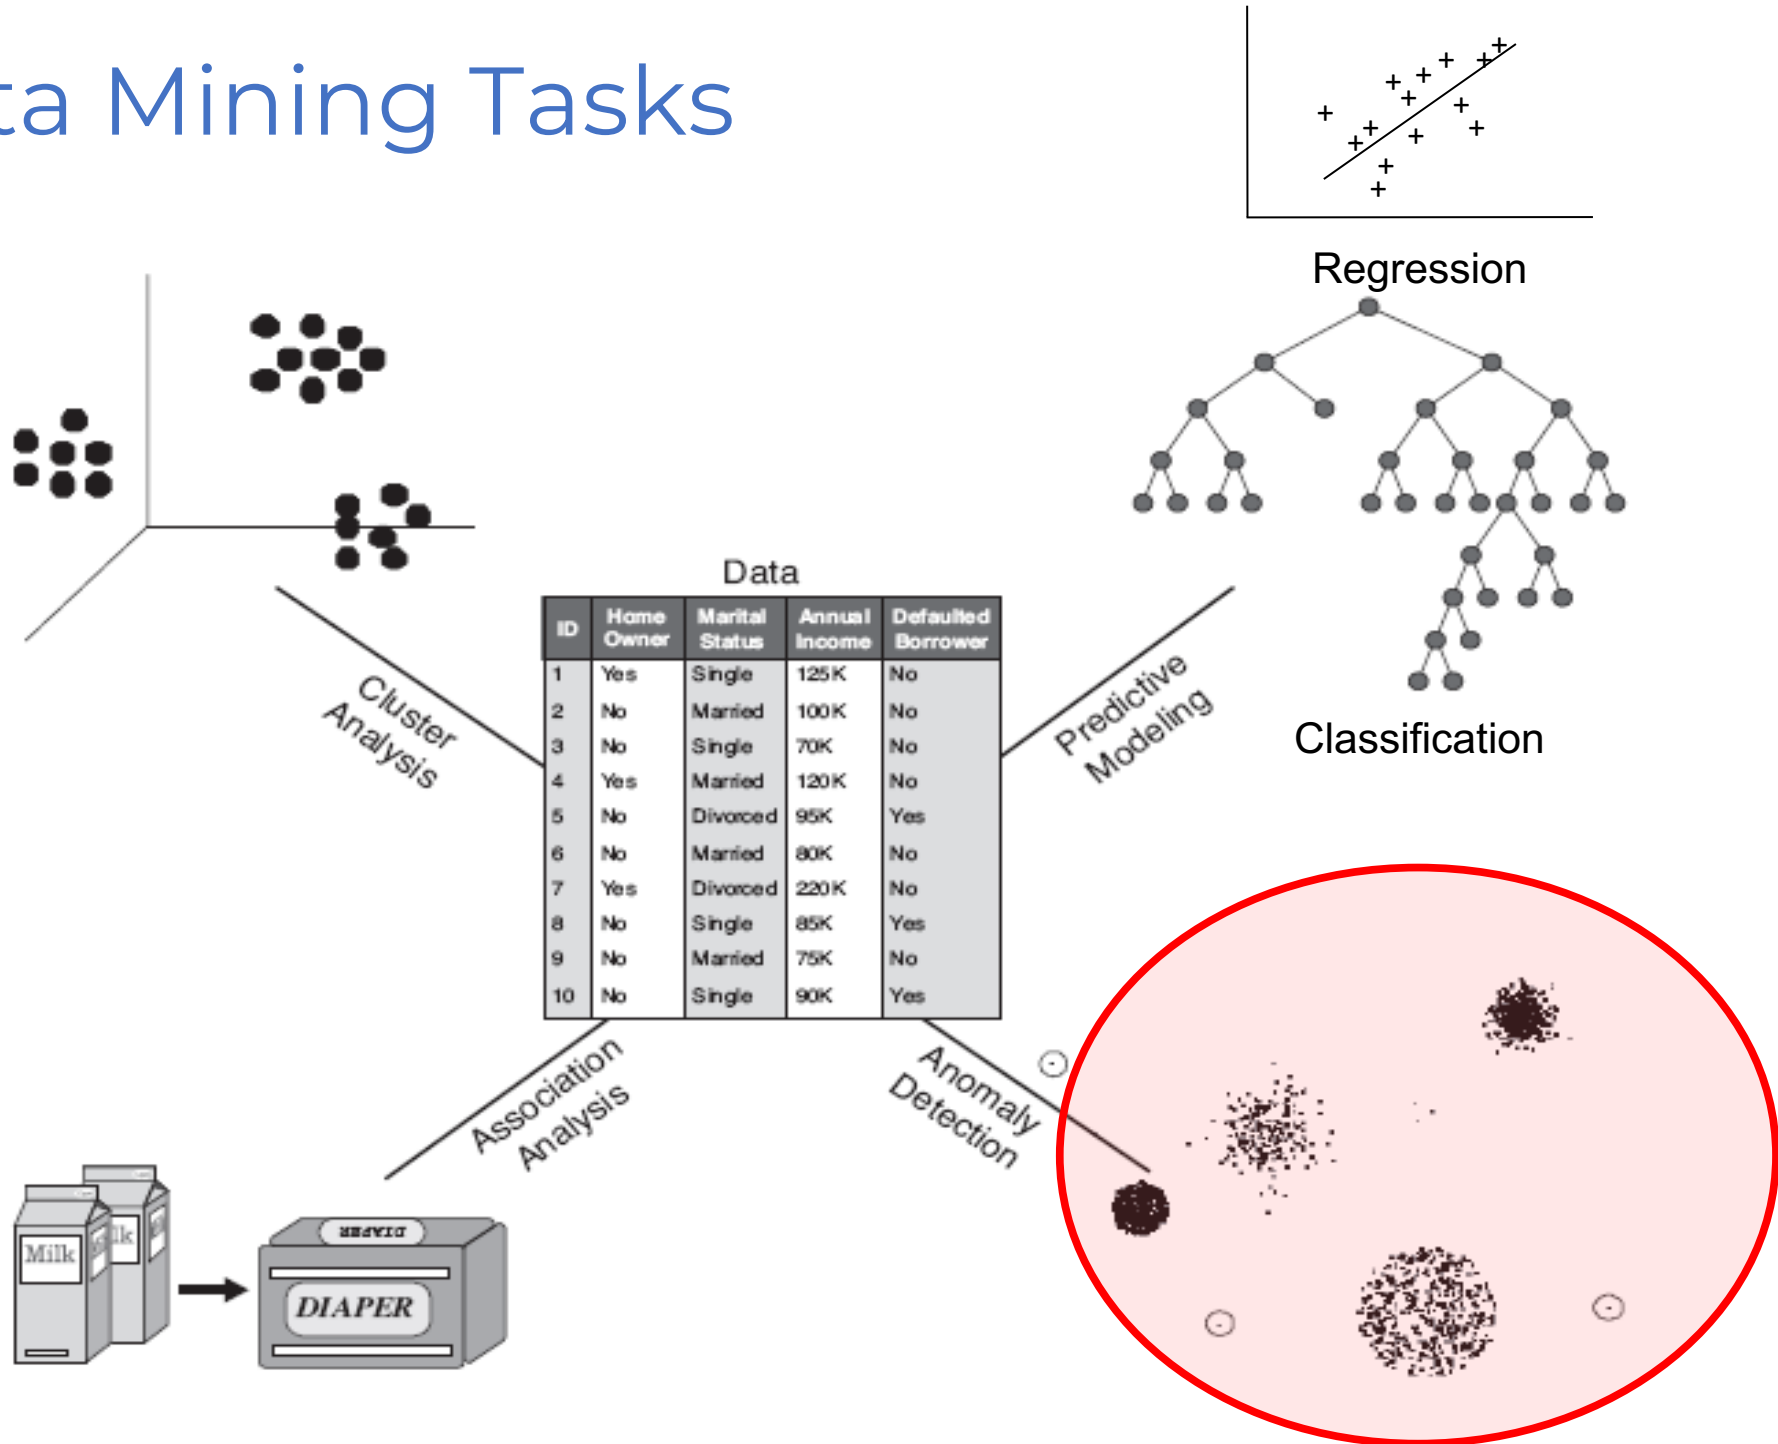 ta Mining Tasks
Regression
Classification
Data
ID Home Owner Marital Status Annual Income Defaulted Borrower
1 Yes Single 125K No
2 No Married 100K No
3 No Single 70K No
4 Yes Married 120K No
5 No Divorced 95K Yes
6 No Married 80K No
7 Yes Divorced 220K No
8 No Single 85K Yes
9 No Married 75K No
10 No Single 90K Yes
Cluster
Analysis
Predictive
Modeling
Association
Analysis
Anomaly
Detection
Milk
lk
DIAPER
DIAPER